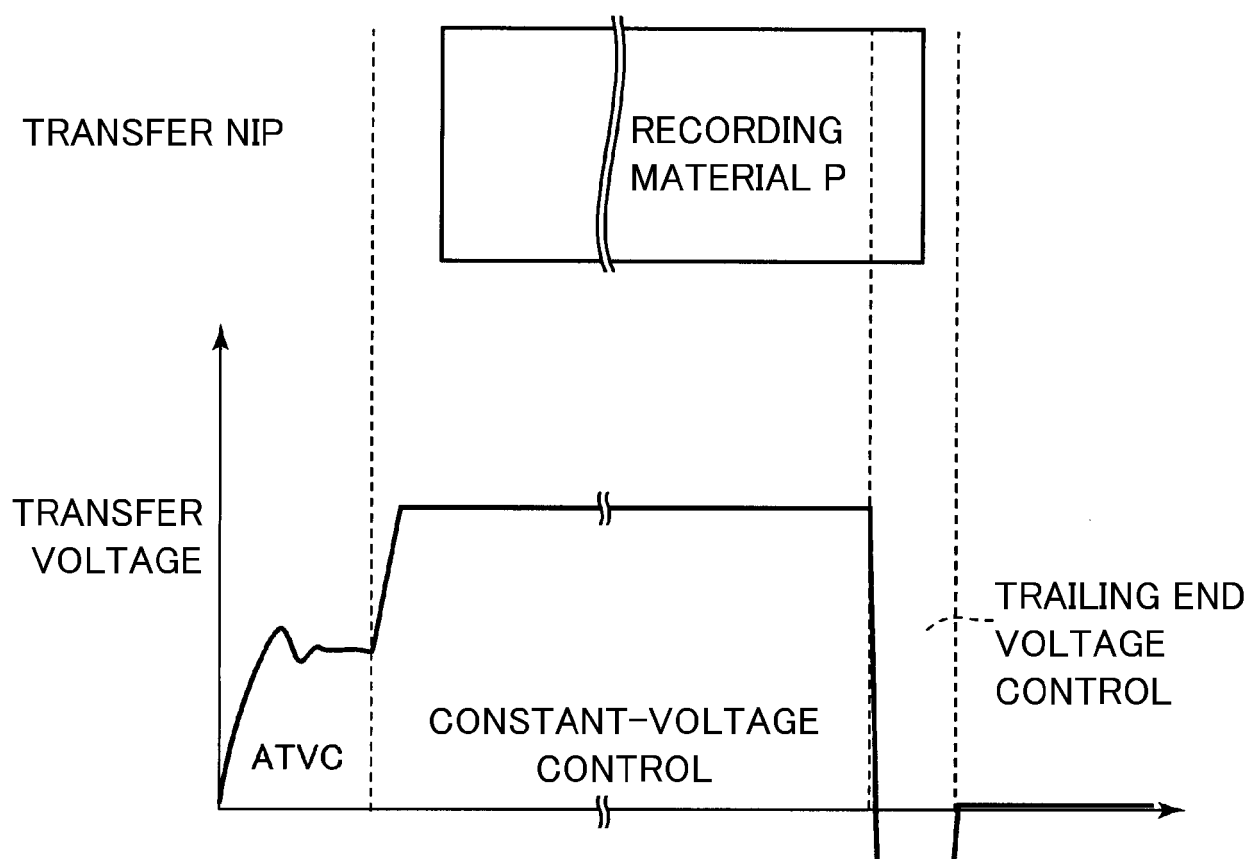 TRANSFER NIP
RECORDING
MATERIAL P
TRANSFER
VOLTAGE
ATVC
CONSTANT-VOLTAGE
CONTROL
TRAILING END
VOLTAGE
CONTROL